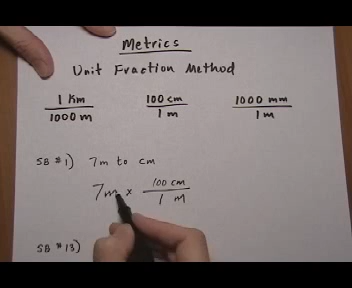 Metrics
Unit Fraction Method
1 Km / 1000 m 100 cm / 1 m 1000 mm / 1 m
SB #1) 7m to cm
7m × 100 cm / 1 m
SB #13)